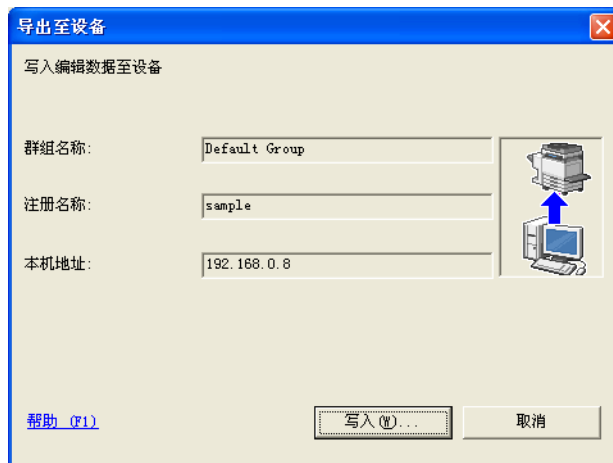 导出至设备
写入编辑数据至设备
群组名称: Default Group
注册名称: sample
本机地址: 192.168.0.8
帮助 (F1) 写入(W)... 取消